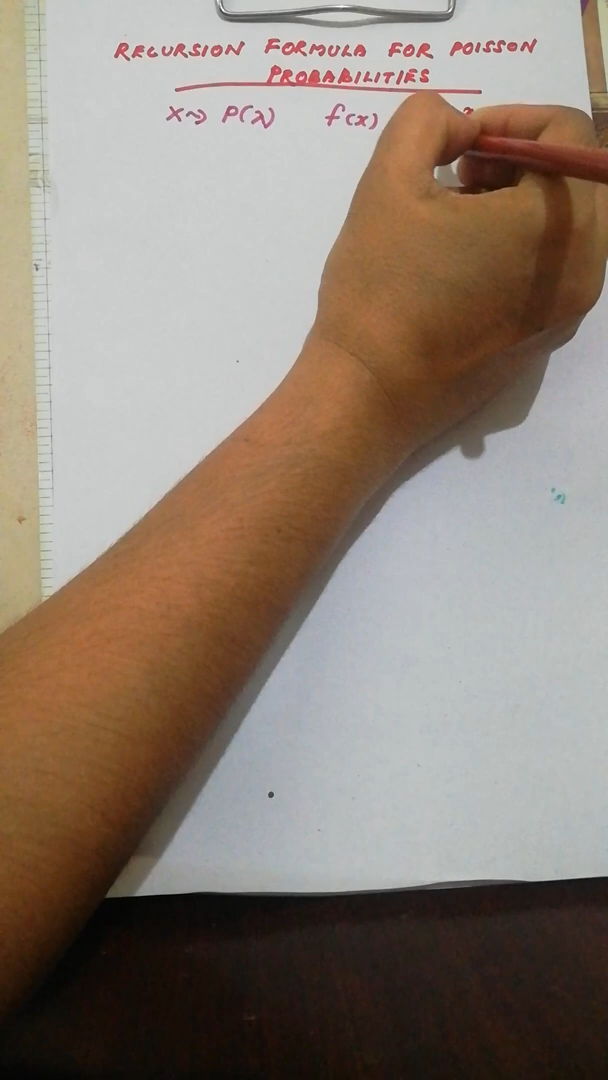 RECURSION FORMULA FOR POISSON
PROBABILITIES
X~> P(λ) f(x)